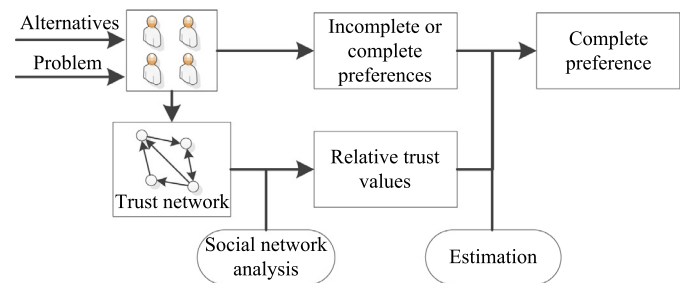 Alternatives
Problem
Incomplete or
complete
preferences
Complete
preference
Trust network
Relative trust
values
Social network
analysis
Estimation